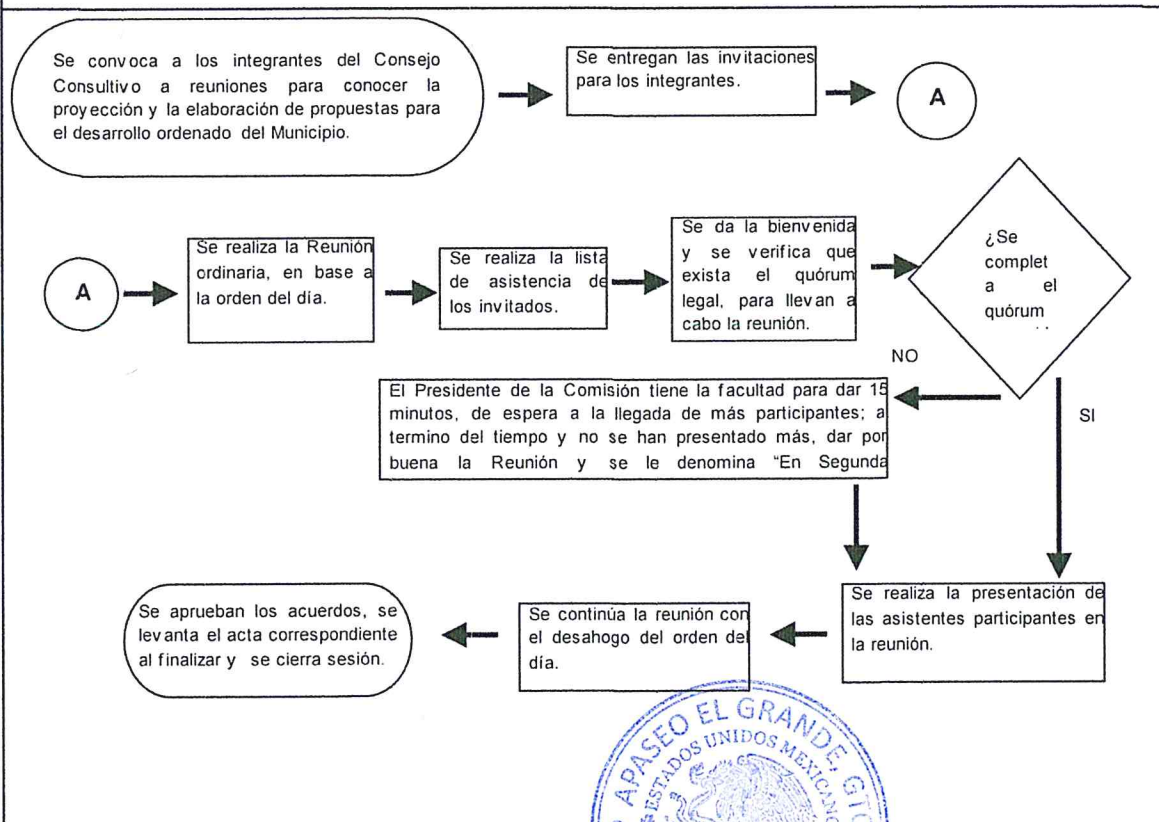 Se convoca a los integrantes del Consejo
Consultivo a reuniones para conocer la
proyección y la elaboración de propuestas para
el desarrollo ordenado del Municipio.
Se entregan las invitaciones
para los integrantes.
A
A
Se realiza la Reunión
ordinaria, en base a
la orden del día.
Se realiza la lista
de asistencia de
los invitados.
Se da la bienvenida
y se verifica que
exista el quórum
legal, para llevan a
cabo la reunión.
¿Se
complet
a el
quórum
NO
SI
El Presidente de la Comisión tiene la facultad para dar 15
minutos, de espera a la llegada de más participantes; a
termino del tiempo y no se han presentado más, dar por
buena la Reunión y se le denomina “En Segunda
Se realiza la presentación de
las asistentes participantes en
la reunión.
Se continúa la reunión con
el desahogo del orden del
día.
Se aprueban los acuerdos, se
levanta el acta correspondiente
al finalizar y se cierra sesión.
APASEO EL GRANDE, GTO
ESTADOS UNIDOS MEXICANO